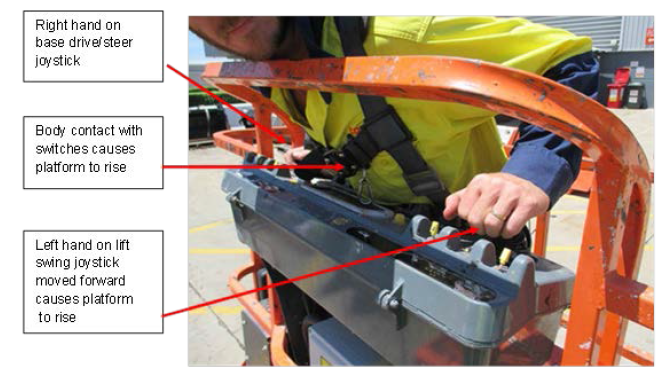 Right hand on
base drive/steer
joystick
Body contact with
switches causes
platform to rise
Left hand on lift
swing joystick
moved forward
causes platform
to rise